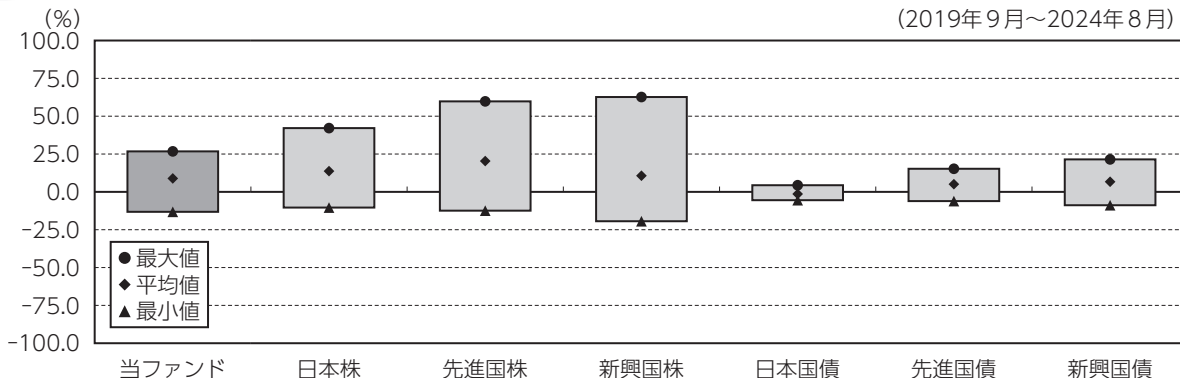 (%)
(2019年9月~2024年8月)
100.0
75.0
50.0
25.0
0.0
-25.0
-50.0
-75.0
-100.0
●最大値
◆平均値
▲最小値
当ファンド 日本株 先進国株 新興国株 日本国債 先進国債 新興国債